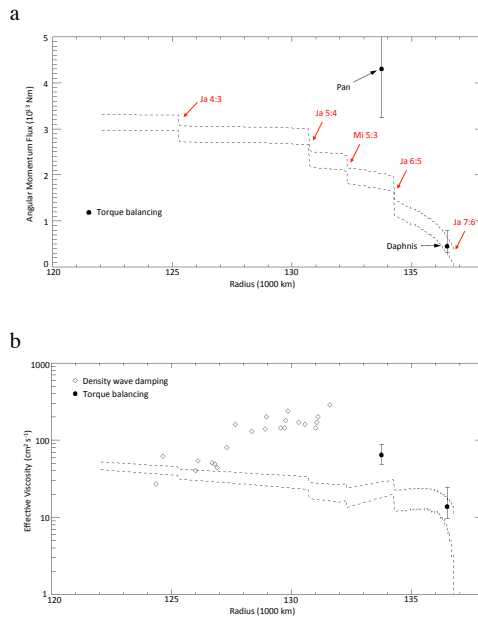 a
5
4
3
2
1
0
Angular Momentum Flux (10¹³ Nm)
Ja 4:3
Ja 5:4
Mi 5:3
Ja 6:5
Ja 7:6
Pan
Daphnis
Torque balancing
120
125
130
135
Radius (1000 km)
b
1000
100
10
1
Effective Viscosity (cm² s⁻¹)
Density wave damping
Torque balancing
120
125
130
135
Radius (1000 km)